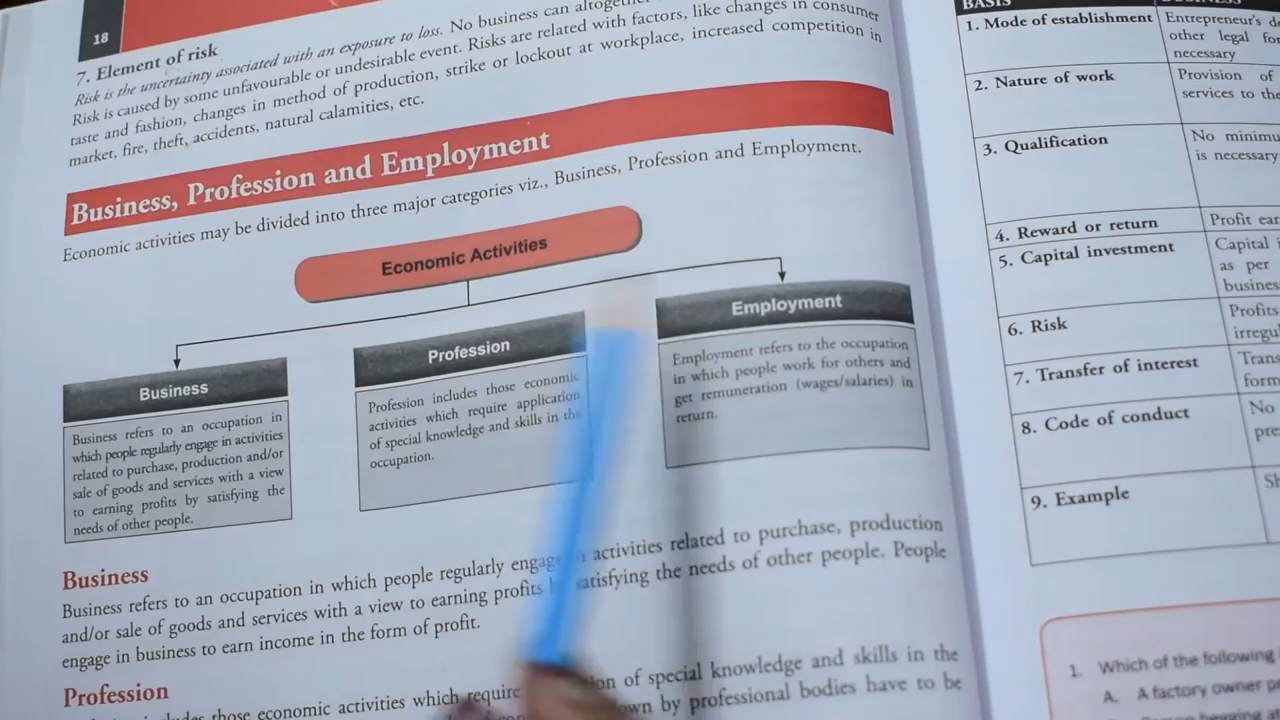 18
7. Element of risk
Risk is the uncertainty associated with an exposure to loss. No business can
Risk is caused by some unfavourable or undesirable event. Risks are related with factors, like changes in consumer
taste and fashion, changes in method of production, strike or lockout at workplace, increased competition in
market, fire, theft, accidents, natural calamities, etc.
Business, Profession and Employment
Economic activities may be divided into three major categories viz., Business, Profession and Employment.
Economic Activities
Business
Business refers to an occupation in
which people regularly engage in activities
related to purchase, production and/or
sale of goods and services with a view
to earning profits by satisfying the
needs of other people.
Profession
Profession includes those economic
activities which require application
of special knowledge and skills in the
occupation.
Employment
Employment refers to the occupation
in which people work for others and
get remuneration (wages/salaries) in
return.
Business
Business refers to an occupation in which people regularly activities related to purchase, production
and/or sale of goods and services with a view to earning profits satisfying the needs of other people. People
engage in business to earn income in the form of profit.
Profession
those economic activities which require of special knowledge and skills in the
by professional bodies have to be
BASIS
1. Mode of establishment Entrepreneur's
other legal
necessary
2. Nature of work Provision of
services to the
3. Qualification No
is necessary
4. Reward or return Profit
5. Capital investment Capital
as per
6. Risk Profits
7. Transfer of interest
8. Code of conduct No
9. Example
1. Which of the following
A. A factory owner